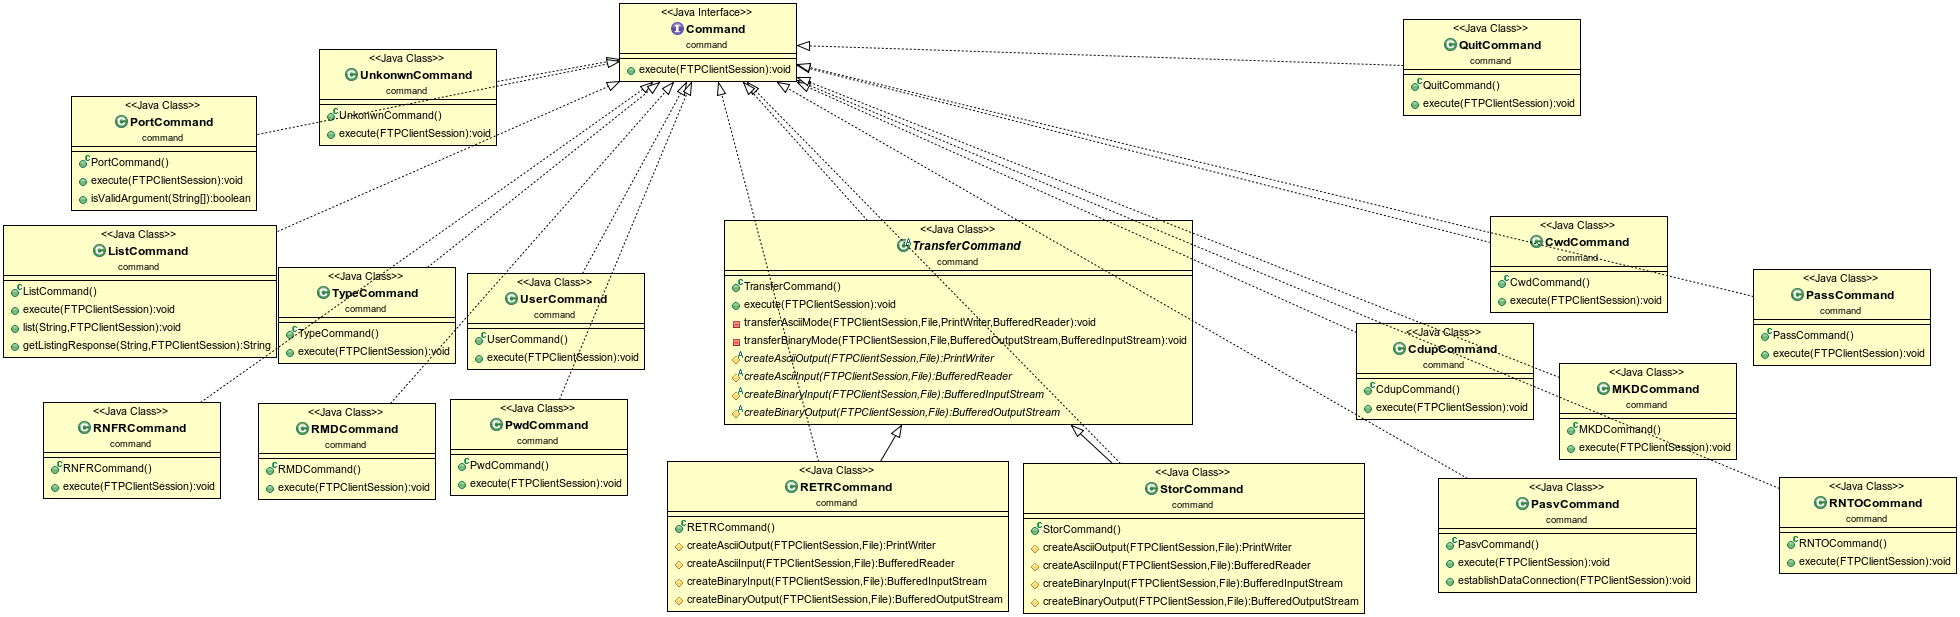 <<Java Interface>>
Command
command
execute(FTPClientSession):void
<<Java Class>>
QuitCommand
command
QuitCommand()
execute(FTPClientSession):void
<<Java Class>>
UnkonwnCommand
command
UnkonwnCommand()
execute(FTPClientSession):void
<<Java Class>>
PortCommand
command
PortCommand()
execute(FTPClientSession):void
isValidArgument(String[]):boolean
<<Java Class>>
ListCommand
command
ListCommand()
execute(FTPClientSession):void
list(String,FTPClientSession):void
getListingResponse(String,FTPClientSession):String
<<Java Class>>
TypeCommand
command
TypeCommand()
execute(FTPClientSession):void
<<Java Class>>
UserCommand
command
UserCommand()
execute(FTPClientSession):void
<<Java Class>>
TransferCommand
command
TransferCommand()
execute(FTPClientSession):void
transferAsciiMode(FTPClientSession,File,PrintWriter,BufferedReader):void
transferBinaryMode(FTPClientSession,File,BufferedOutputStream,BufferedInputStream):void
createAsciiOutput(FTPClientSession,File):PrintWriter
createAsciiInput(FTPClientSession,File):BufferedReader
createBinaryInput(FTPClientSession,File):BufferedInputStream
createBinaryOutput(FTPClientSession,File):BufferedOutputStream
<<Java Class>>
CwdCommand
command
CwdCommand()
execute(FTPClientSession):void
<<Java Class>>
PassCommand
command
PassCommand()
execute(FTPClientSession):void
<<Java Class>>
CdupCommand
command
CdupCommand()
execute(FTPClientSession):void
<<Java Class>>
MKDCommand
command
MKDCommand()
execute(FTPClientSession):void
<<Java Class>>
RNFRCommand
command
RNFRCommand()
execute(FTPClientSession):void
<<Java Class>>
RMDCommand
command
RMDCommand()
execute(FTPClientSession):void
<<Java Class>>
PwdCommand
command
PwdCommand()
execute(FTPClientSession):void
<<Java Class>>
RETRCommand
command
RETRCommand()
createAsciiOutput(FTPClientSession,File):PrintWriter
createAsciiInput(FTPClientSession,File):BufferedReader
createBinaryInput(FTPClientSession,File):BufferedInputStream
createBinaryOutput(FTPClientSession,File):BufferedOutputStream
<<Java Class>>
StorCommand
command
StorCommand()
createAsciiOutput(FTPClientSession,File):PrintWriter
createAsciiInput(FTPClientSession,File):BufferedReader
createBinaryInput(FTPClientSession,File):BufferedInputStream
createBinaryOutput(FTPClientSession,File):BufferedOutputStream
<<Java Class>>
PasvCommand
command
PasvCommand()
execute(FTPClientSession):void
establishDataConnection(FTPClientSession):void
<<Java Class>>
RNTOCommand
command
RNTOCommand()
execute(FTPClientSession):void